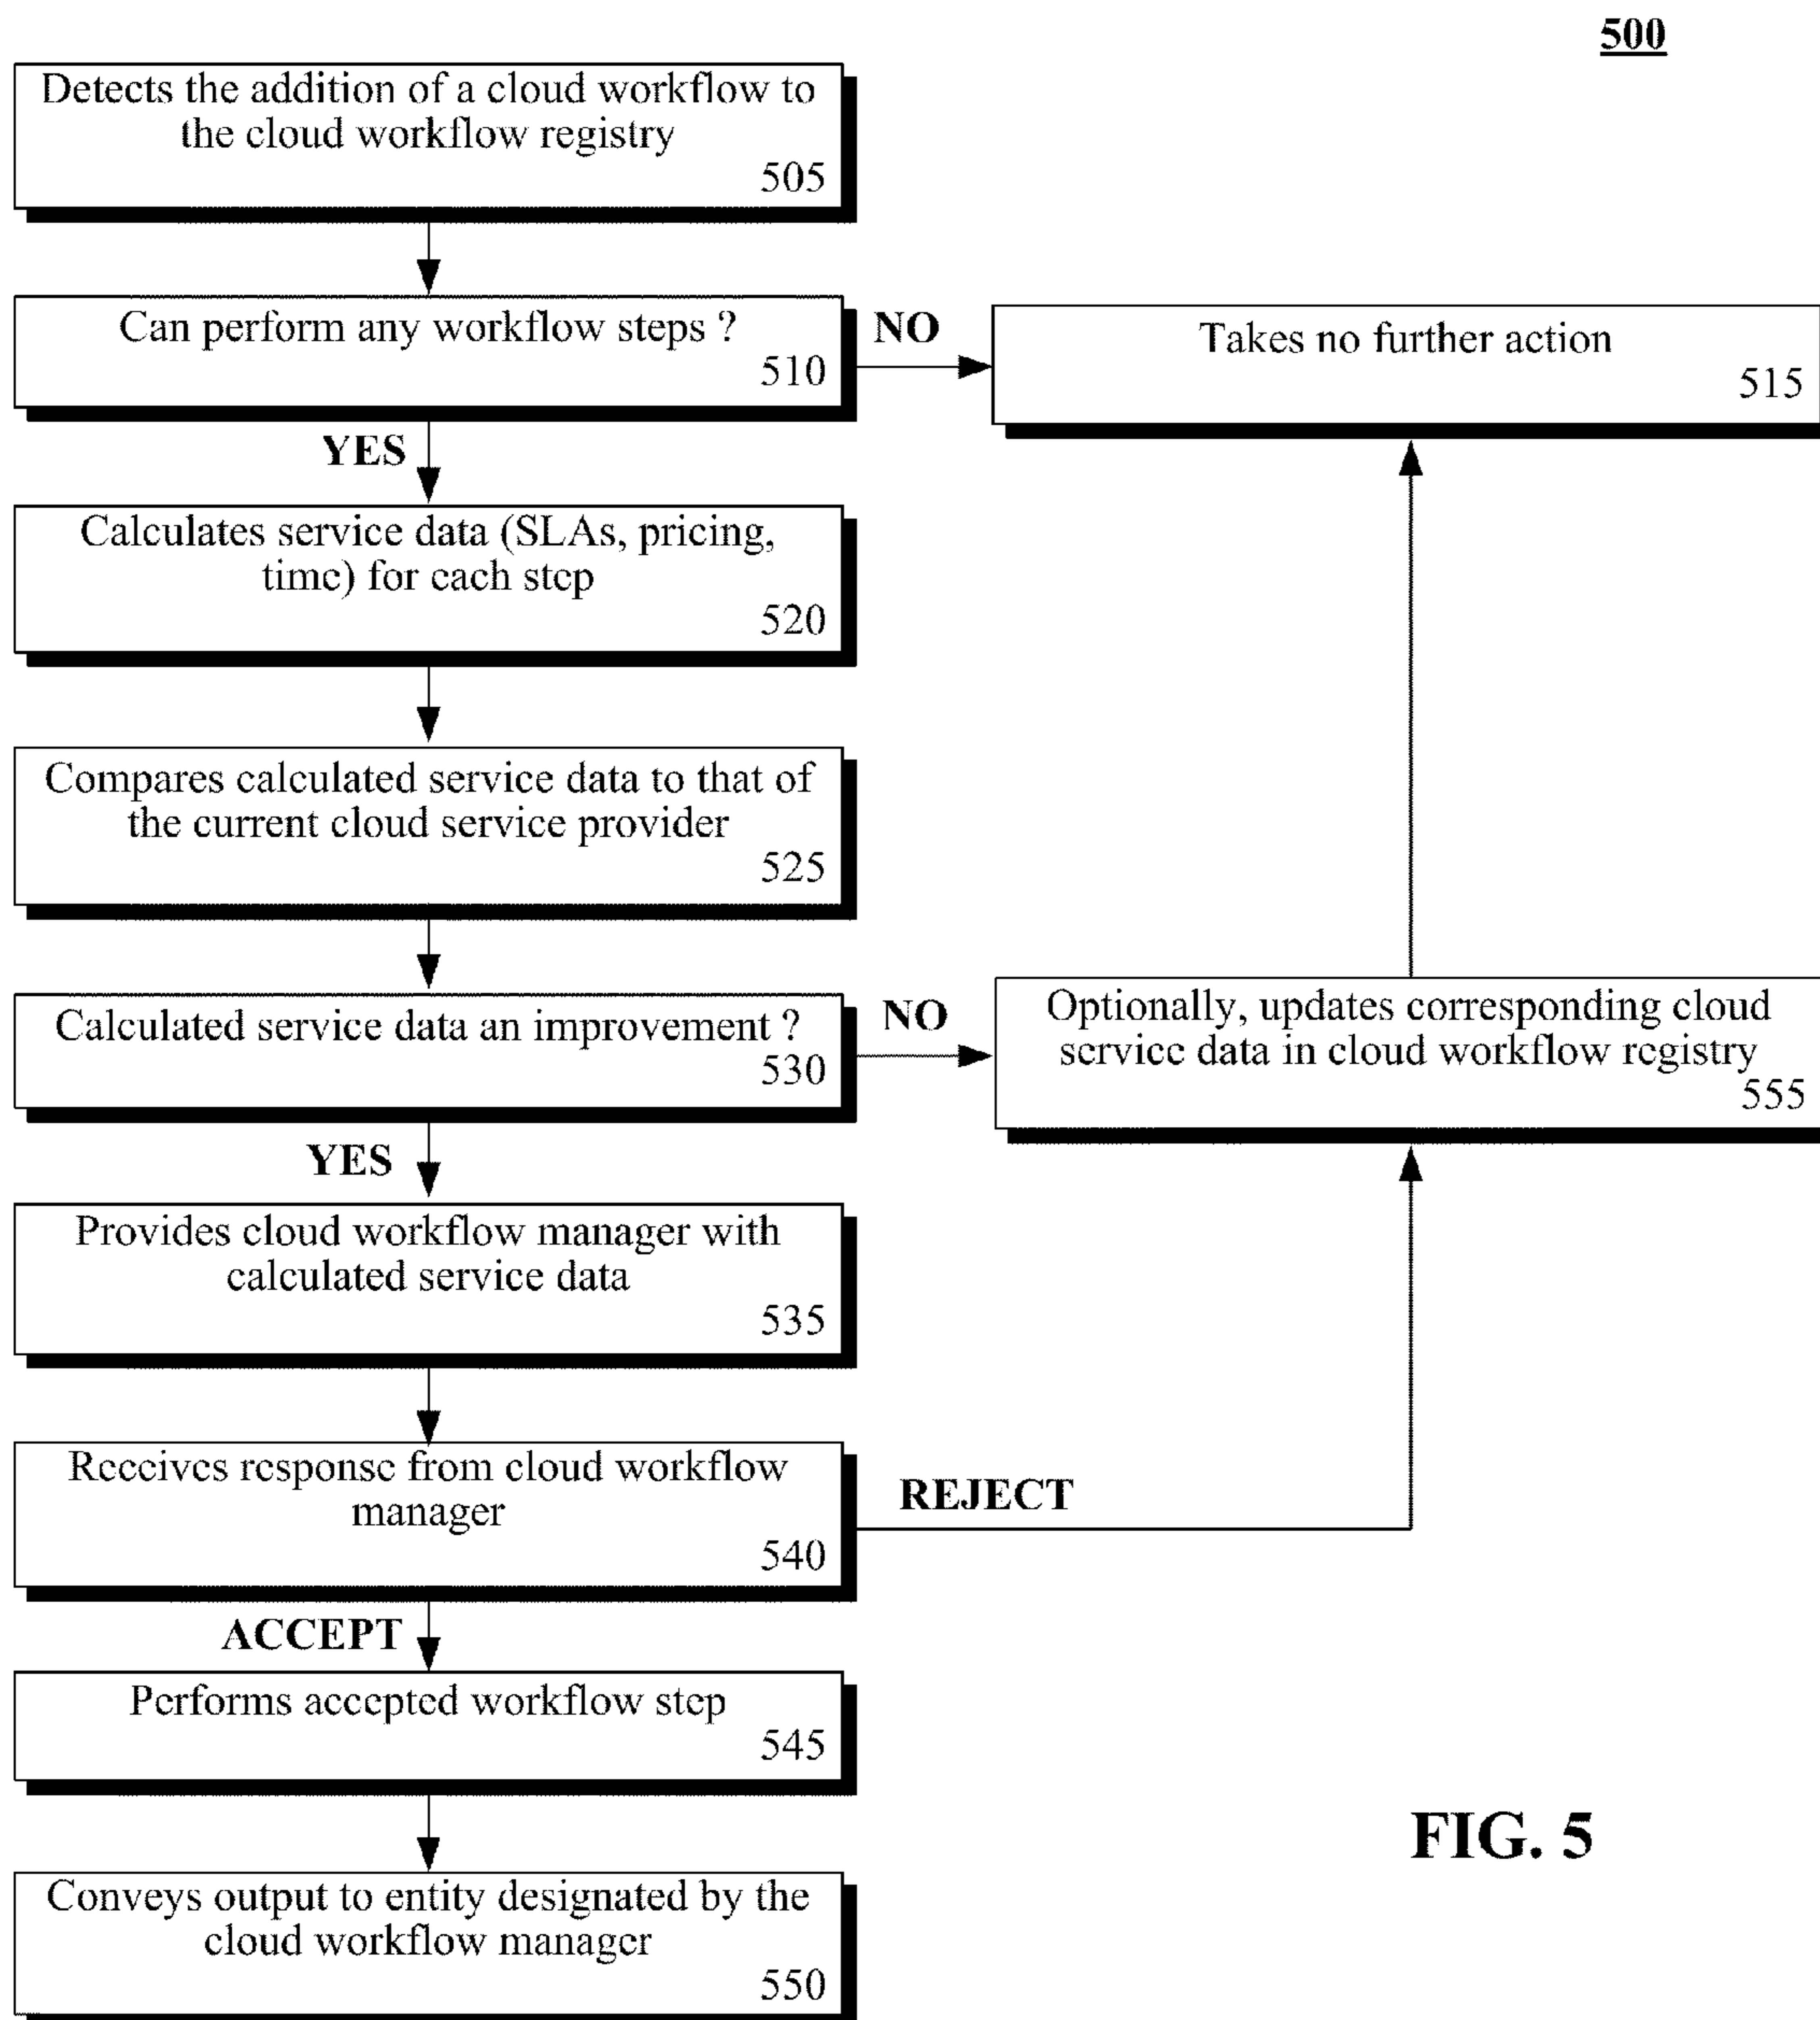 500
Detects the addition of a cloud workflow to
the cloud workflow registry
505
Can perform any workflow steps ?
510
NO
Takes no further action
515
YES
Calculates service data (SLAs, pricing,
time) for each step
520
Compares calculated service data to that of
the current cloud service provider
525
Calculated service data an improvement ?
530
NO
Optionally, updates corresponding cloud
service data in cloud workflow registry
555
YES
Provides cloud workflow manager with
calculated service data
535
Receives response from cloud workflow
manager
540
REJECT
ACCEPT
Performs accepted workflow step
545
Conveys output to entity designated by the
cloud workflow manager
550
FIG. 5